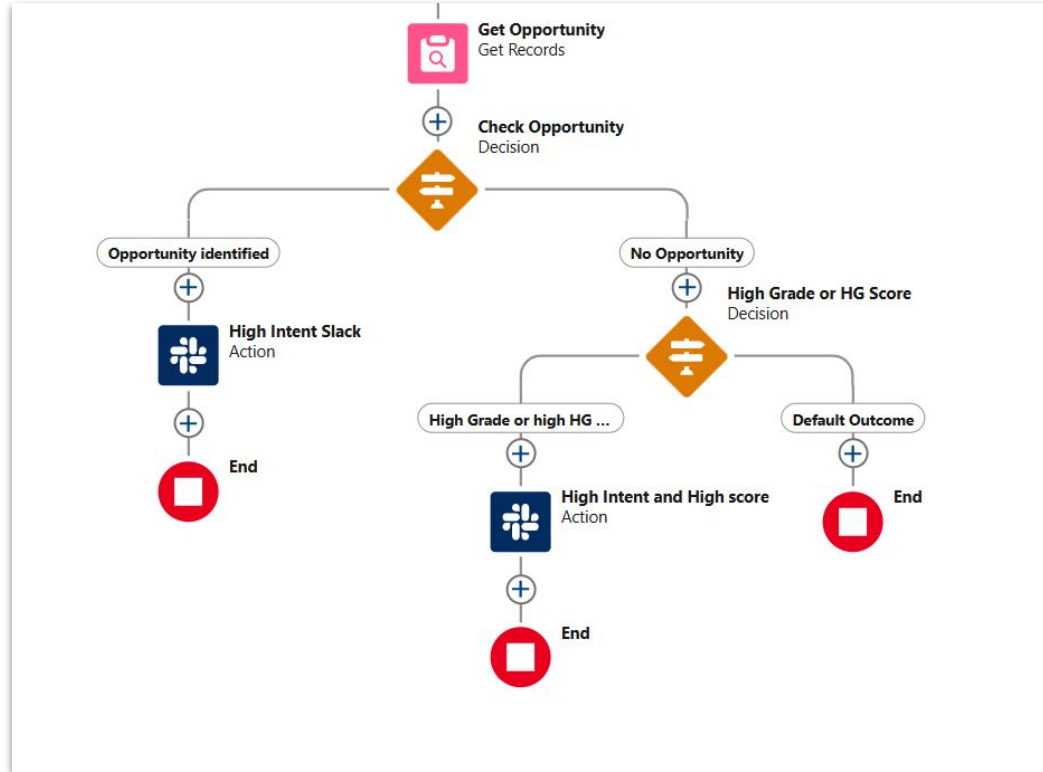 Get Opportunity
Get Records
Check Opportunity
Decision
Opportunity identified
No Opportunity
High Grade or HG Score
Decision
High Intent Slack
Action
High Grade or high HG ...
Default Outcome
End
High Intent and High score
Action
End
End